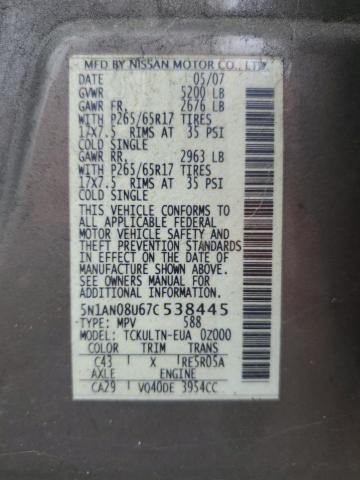 MFD BY NISSAN MOTOR CO., LTD.
DATE 05/07
GVWR 5200 LB
GAWR FR. 2676 LB
WITH P265/65R17 TIRES
17X7.5 RIMS AT 35 PSI
COLD SINGLE
GAWR RR. 2963 LB
WITH P265/65R17 TIRES
17X7.5 RIMS AT 35 PSI
COLD SINGLE
THIS VEHICLE CONFORMS TO
ALL APPLICABLE FEDERAL
MOTOR VEHICLE SAFETY AND
THEFT PREVENTION STANDARDS
IN EFFECT ON THE DATE OF
MANUFACTURE SHOWN ABOVE.
SEE OWNERS MANUAL AND
ADDITIONAL INFORMATION.
5N1AN08U67C538445
-TYPE: MPV 588
MODEL: TCKULTN-EUA 0Z000
COLOR TRIM TRANS
C43 X RE5R05A
AXLE ENGINE
CA29 VQ40DE 3954CC